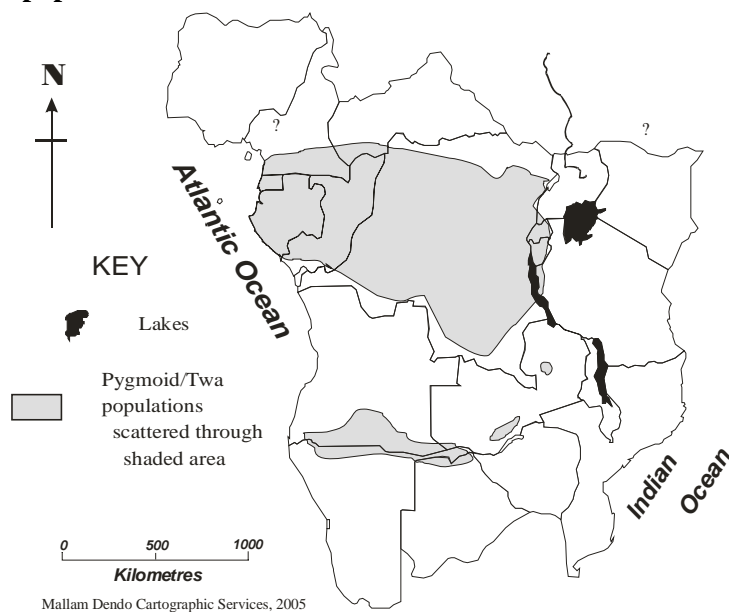 N
?
?
Atlantic Ocean
KEY
Lakes
Pygmoid/Twa
populations
scattered through
shaded area
Indian
Ocean
0 500 1000
Kilometres
Mallam Dendo Cartographic Services, 2005